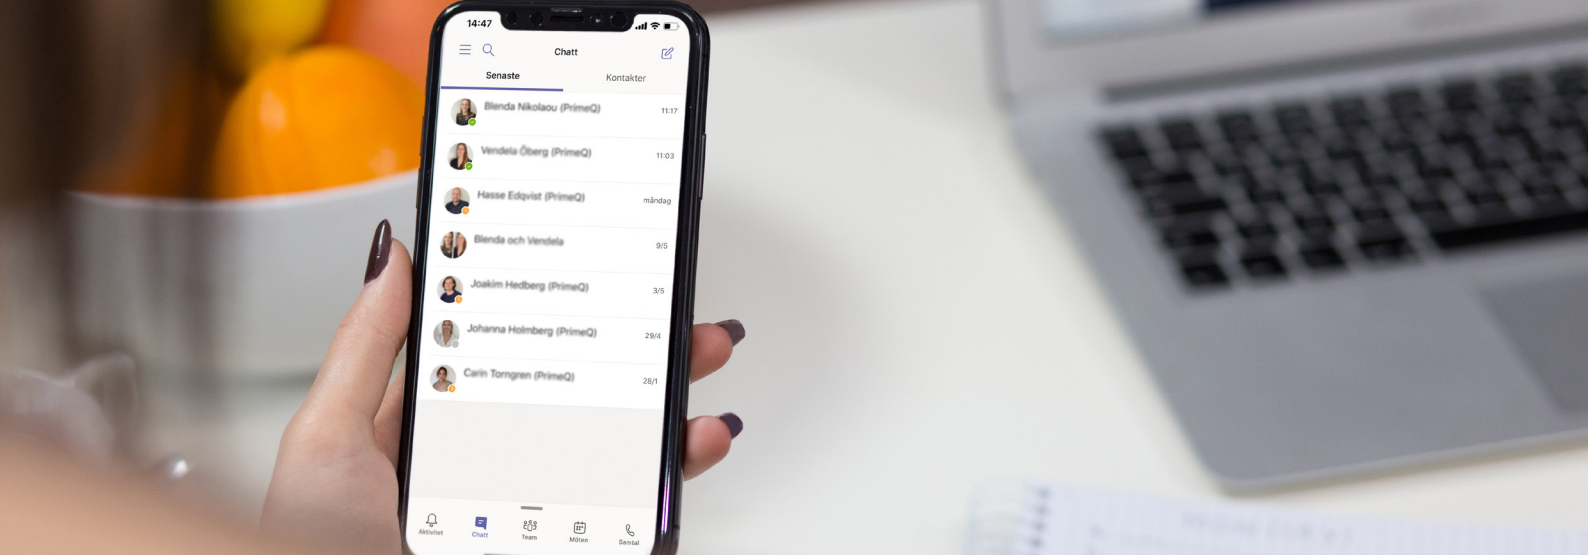 14:47
Chatt
Senaste
Kontakter
Blenda Nikolaou (PrimeQ)
11:17
Vendela Öberg (PrimeQ)
11:03
Hasse Edqvist (PrimeQ)
måndag
Blenda och Vendela
9/5
Joakim Hedberg (PrimeQ)
3/5
Johanna Holmberg (PrimeQ)
29/4
Carin Torngren (PrimeQ)
28/1
Aktivitet
Chatt
Team
Möten
Samtal